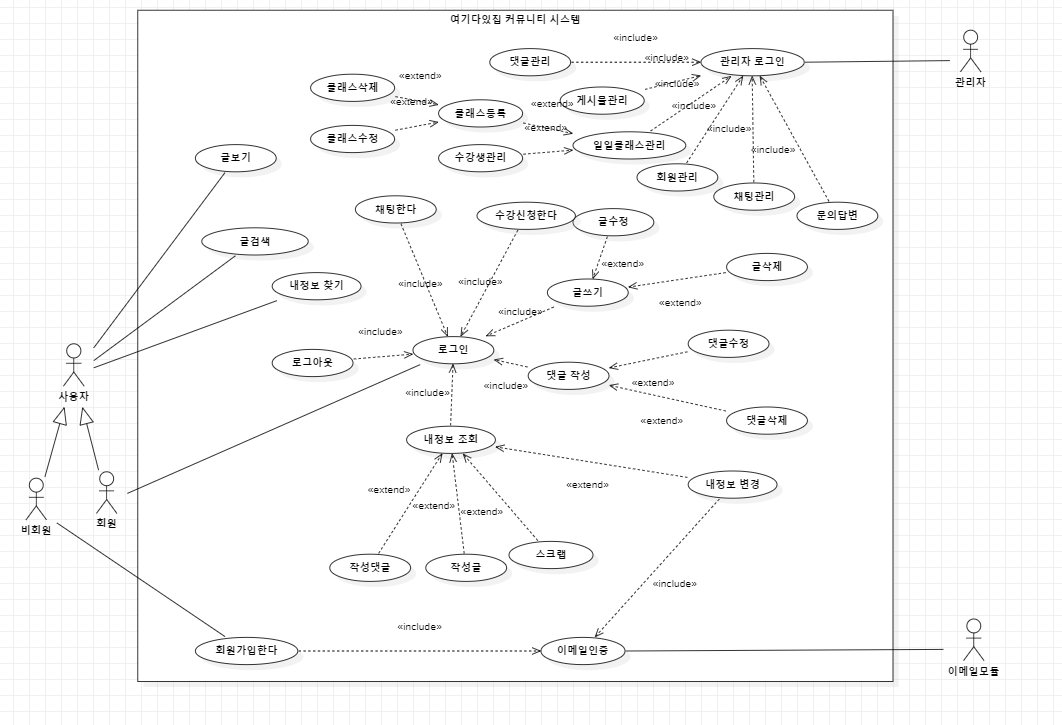 여기다있집 커뮤니티 시스템
«include»
댓글관리
«include»
관리자 로그인
관리자
«extend»
클래스삭제
«include»
«extend»
«extend»
게시물관리
«include»
클래스등록
«extend»
«include»
클래스수정
일일클래스관리
«include»
글보기
수강생관리
회원관리
채팅관리
채팅한다
수강신청한다
글수정
문의답변
글검색
«extend»
글삭제
내정보 찾기
«include»
«include»
글쓰기
«extend»
«include»
«include»
댓글수정
로그인
로그아웃
댓글 작성
«include»
«extend»
사용자
«include»
«extend»
댓글삭제
내정보 조회
«extend»
«extend»
내정보 변경
«extend»
«extend»
비회원
회원
스크랩
작성댓글
작성글
«include»
«include»
회원가입한다
이메일인증
이메일모듈